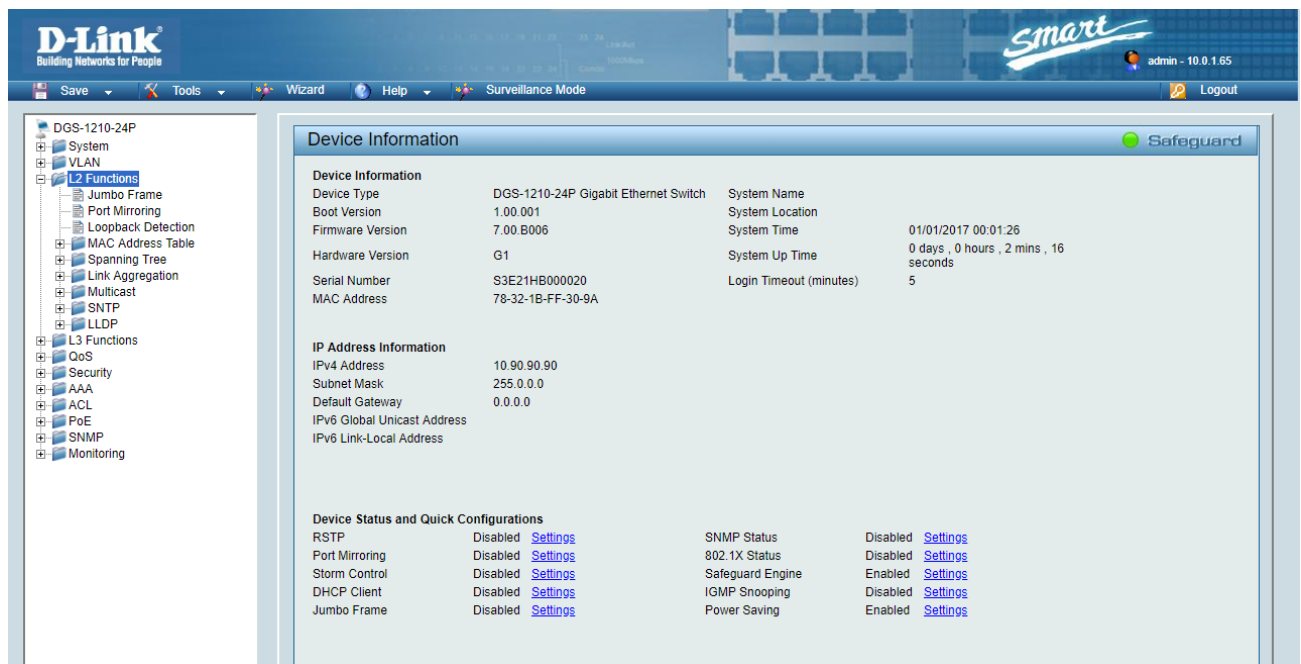 D-Link
Building Networks for People
smart
admin - 10.0.1.65
Save Tools Wizard Help Surveillance Mode Logout
DGS-1210-24P
System
VLAN
L2 Functions
Jumbo Frame
Port Mirroring
Loopback Detection
MAC Address Table
Spanning Tree
Link Aggregation
Multicast
SNTP
LLDP
L3 Functions
QoS
Security
AAA
ACL
PoE
SNMP
Monitoring
Device Information Safeguard
Device Information
Device Type DGS-1210-24P Gigabit Ethernet Switch System Name
Boot Version 1.00.001 System Location
Firmware Version 7.00.B006 System Time 01/01/2017 00:01:26
Hardware Version G1 System Up Time 0 days , 0 hours , 2 mins , 16 seconds
Serial Number S3E21HB000020 Login Timeout (minutes) 5
MAC Address 78-32-1B-FF-30-9A
IP Address Information
IPv4 Address 10.90.90.90
Subnet Mask 255.0.0.0
Default Gateway 0.0.0.0
IPv6 Global Unicast Address
IPv6 Link-Local Address
Device Status and Quick Configurations
RSTP Disabled Settings SNMP Status Disabled Settings
Port Mirroring Disabled Settings 802.1X Status Disabled Settings
Storm Control Disabled Settings Safeguard Engine Enabled Settings
DHCP Client Disabled Settings IGMP Snooping Disabled Settings
Jumbo Frame Disabled Settings Power Saving Enabled Settings